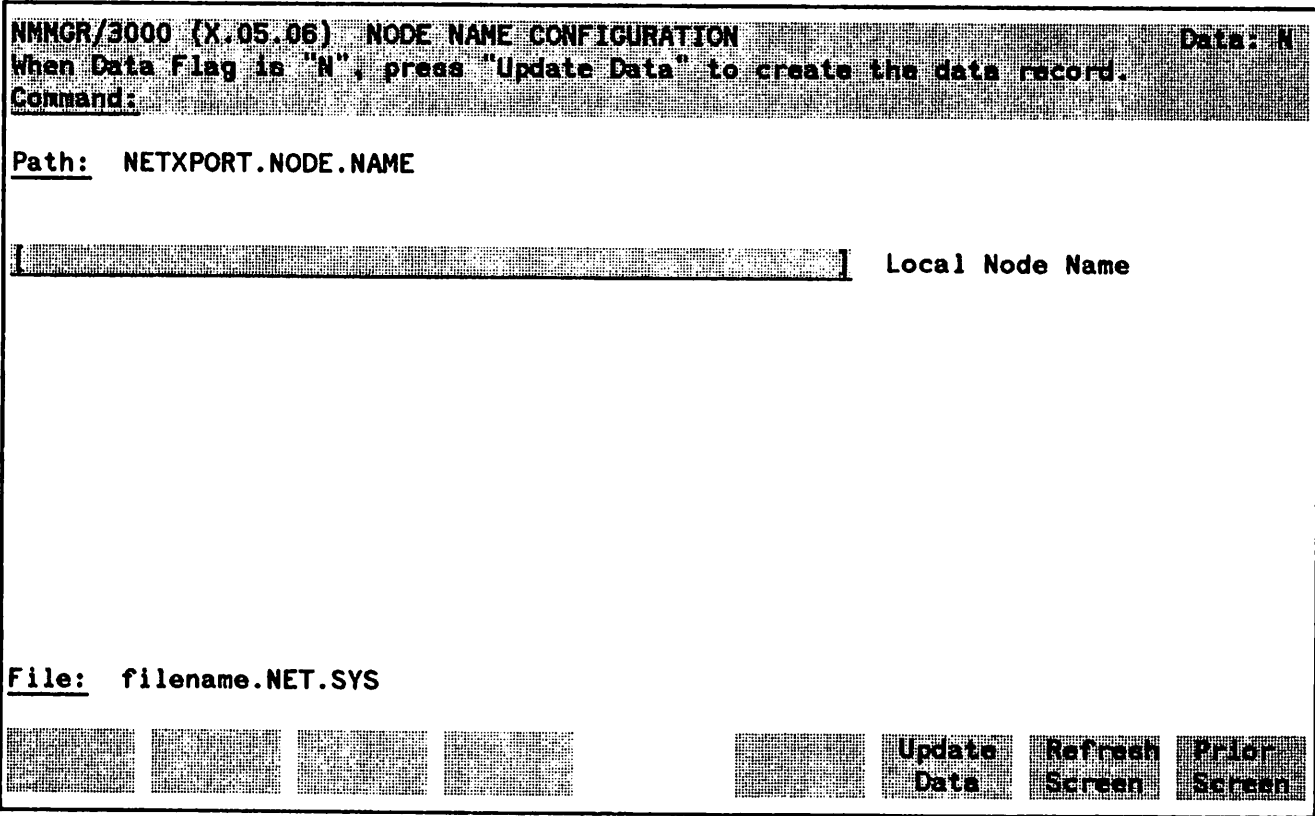 NMMGR/3000 (X.05.06) NODE NAME CONFIGURATION Data: N
When Data Flag is "N", press "Update Data" to create the data record.
Command:
Path: NETXPORT.NODE.NAME
[ ] Local Node Name
File: filename.NET.SYS
Update Data
Refresh Screen
Prior Screen